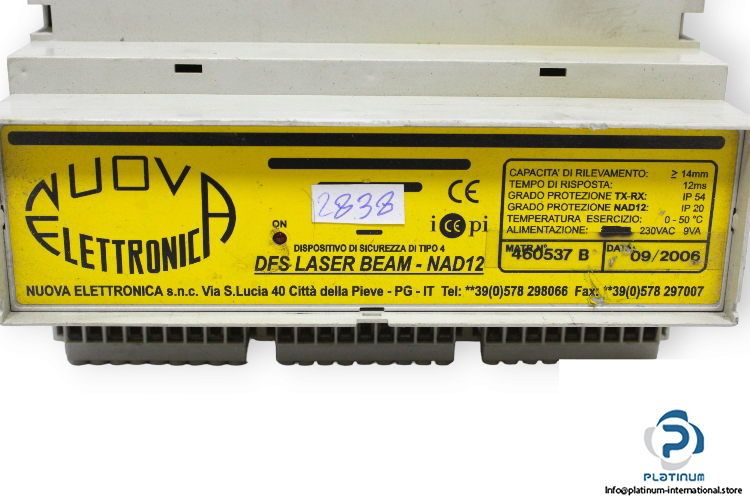 NUOVA
ELETTRONICA
2838
ON
CE
iCEpi
DISPOSITIVO DI SICUREZZA DI TIPO 4
DFS LASER BEAM - NAD12
CAPACITA' DI RILEVAMENTO: ≥ 14mm
TEMPO DI RISPOSTA: 12ms
GRADO PROTEZIONE TX-RX: IP 54
GRADO PROTEZIONE NAD12: IP 20
TEMPERATURA ESERCIZIO: 0 - 50 °C
ALIMENTAZIONE: 230VAC 9VA
MATR.N° 460537 B
DATA: 09/2006
NUOVA ELETTRONICA s.n.c. Via S.Lucia 40 Città della Pieve - PG - IT Tel: **39(0)578 298066 Fax: **39(0)578 297007
PLATINUM
Info@platinum-international.store